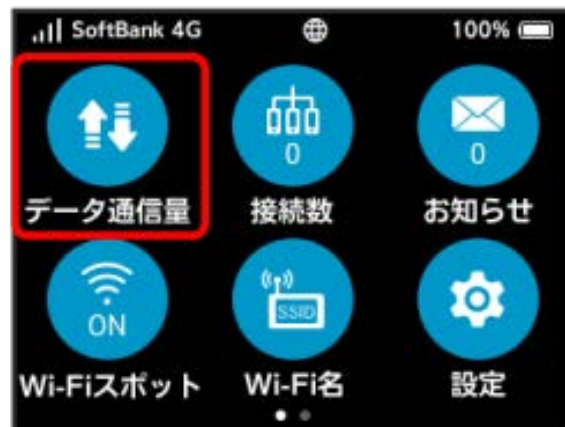 SoftBank 4G 100%
0 0
データ通信量 接続数 お知らせ
ON SSID
Wi-Fiスポット Wi-Fi名 設定